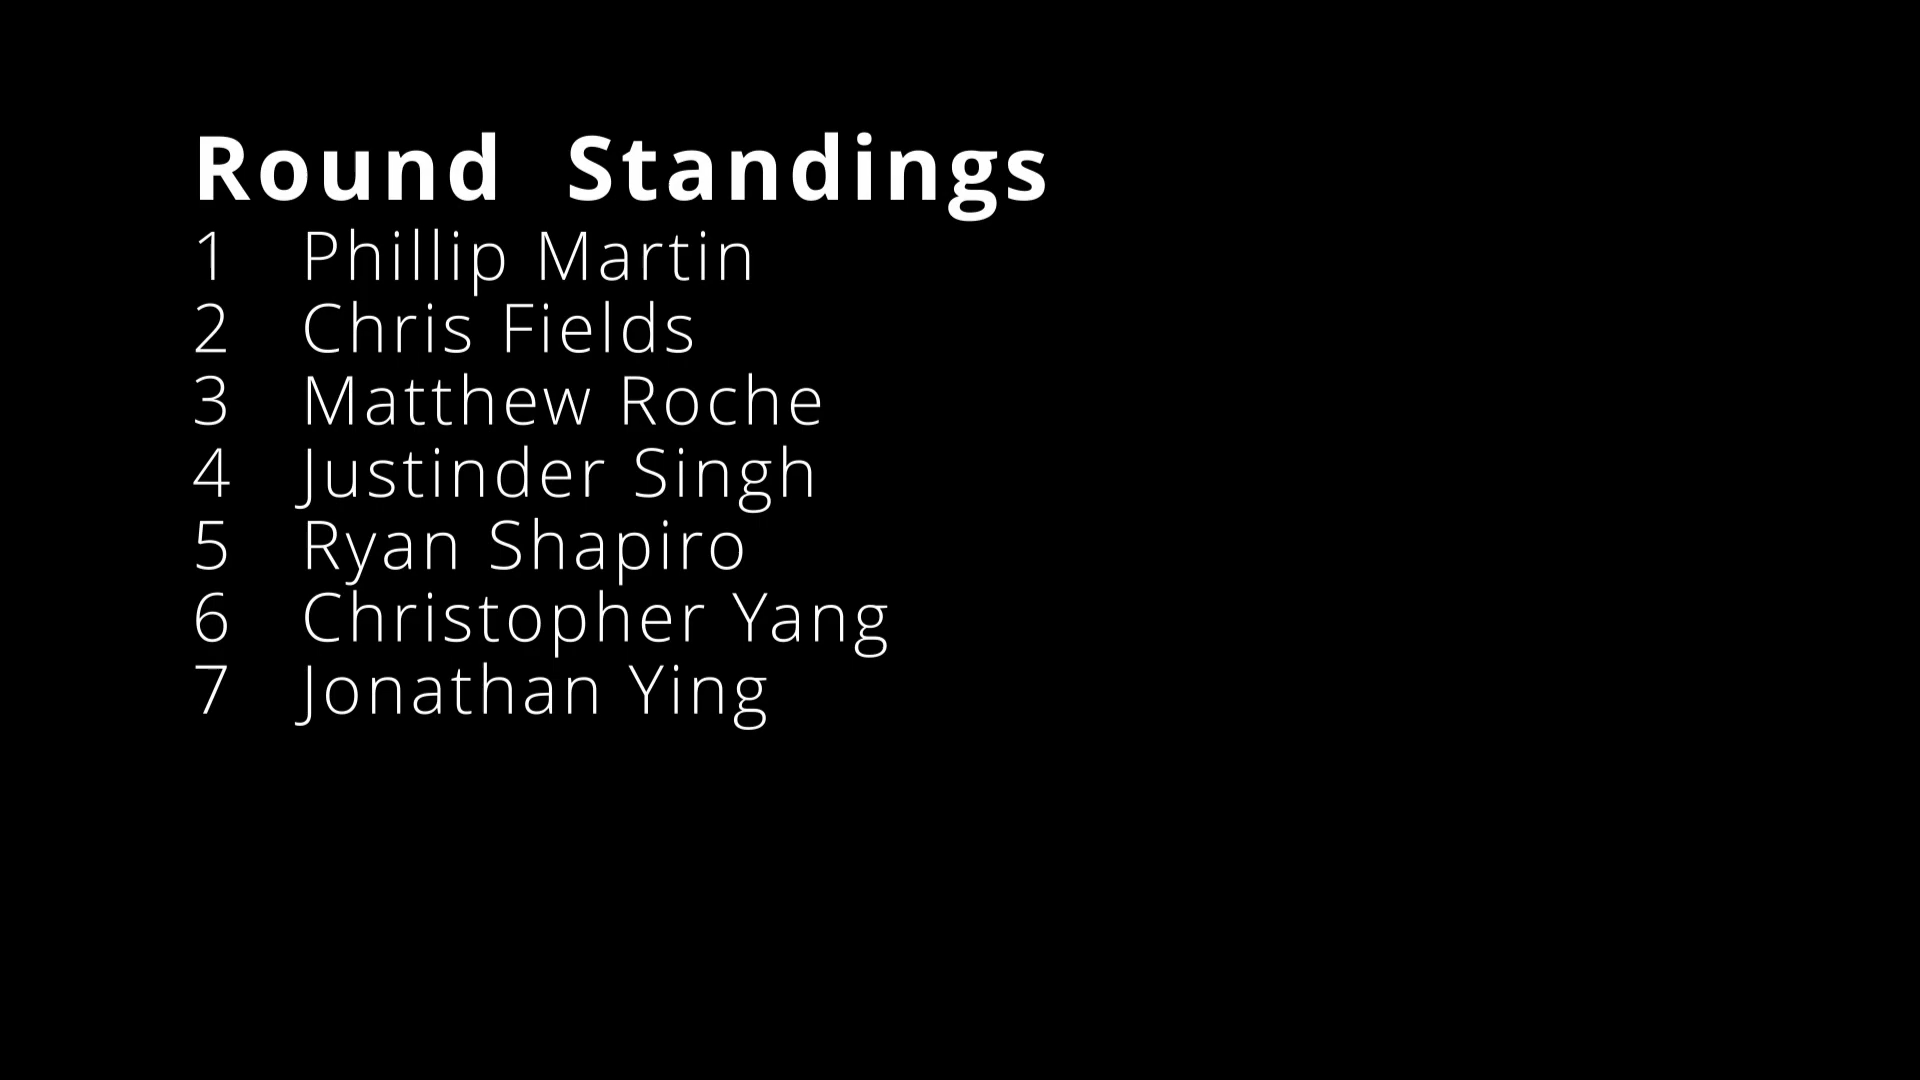 Round Standings
1 Phillip Martin
2 Chris Fields
3 Matthew Roche
4 Justinder Singh
5 Ryan Shapiro
6 Christopher Yang
7 Jonathan Ying